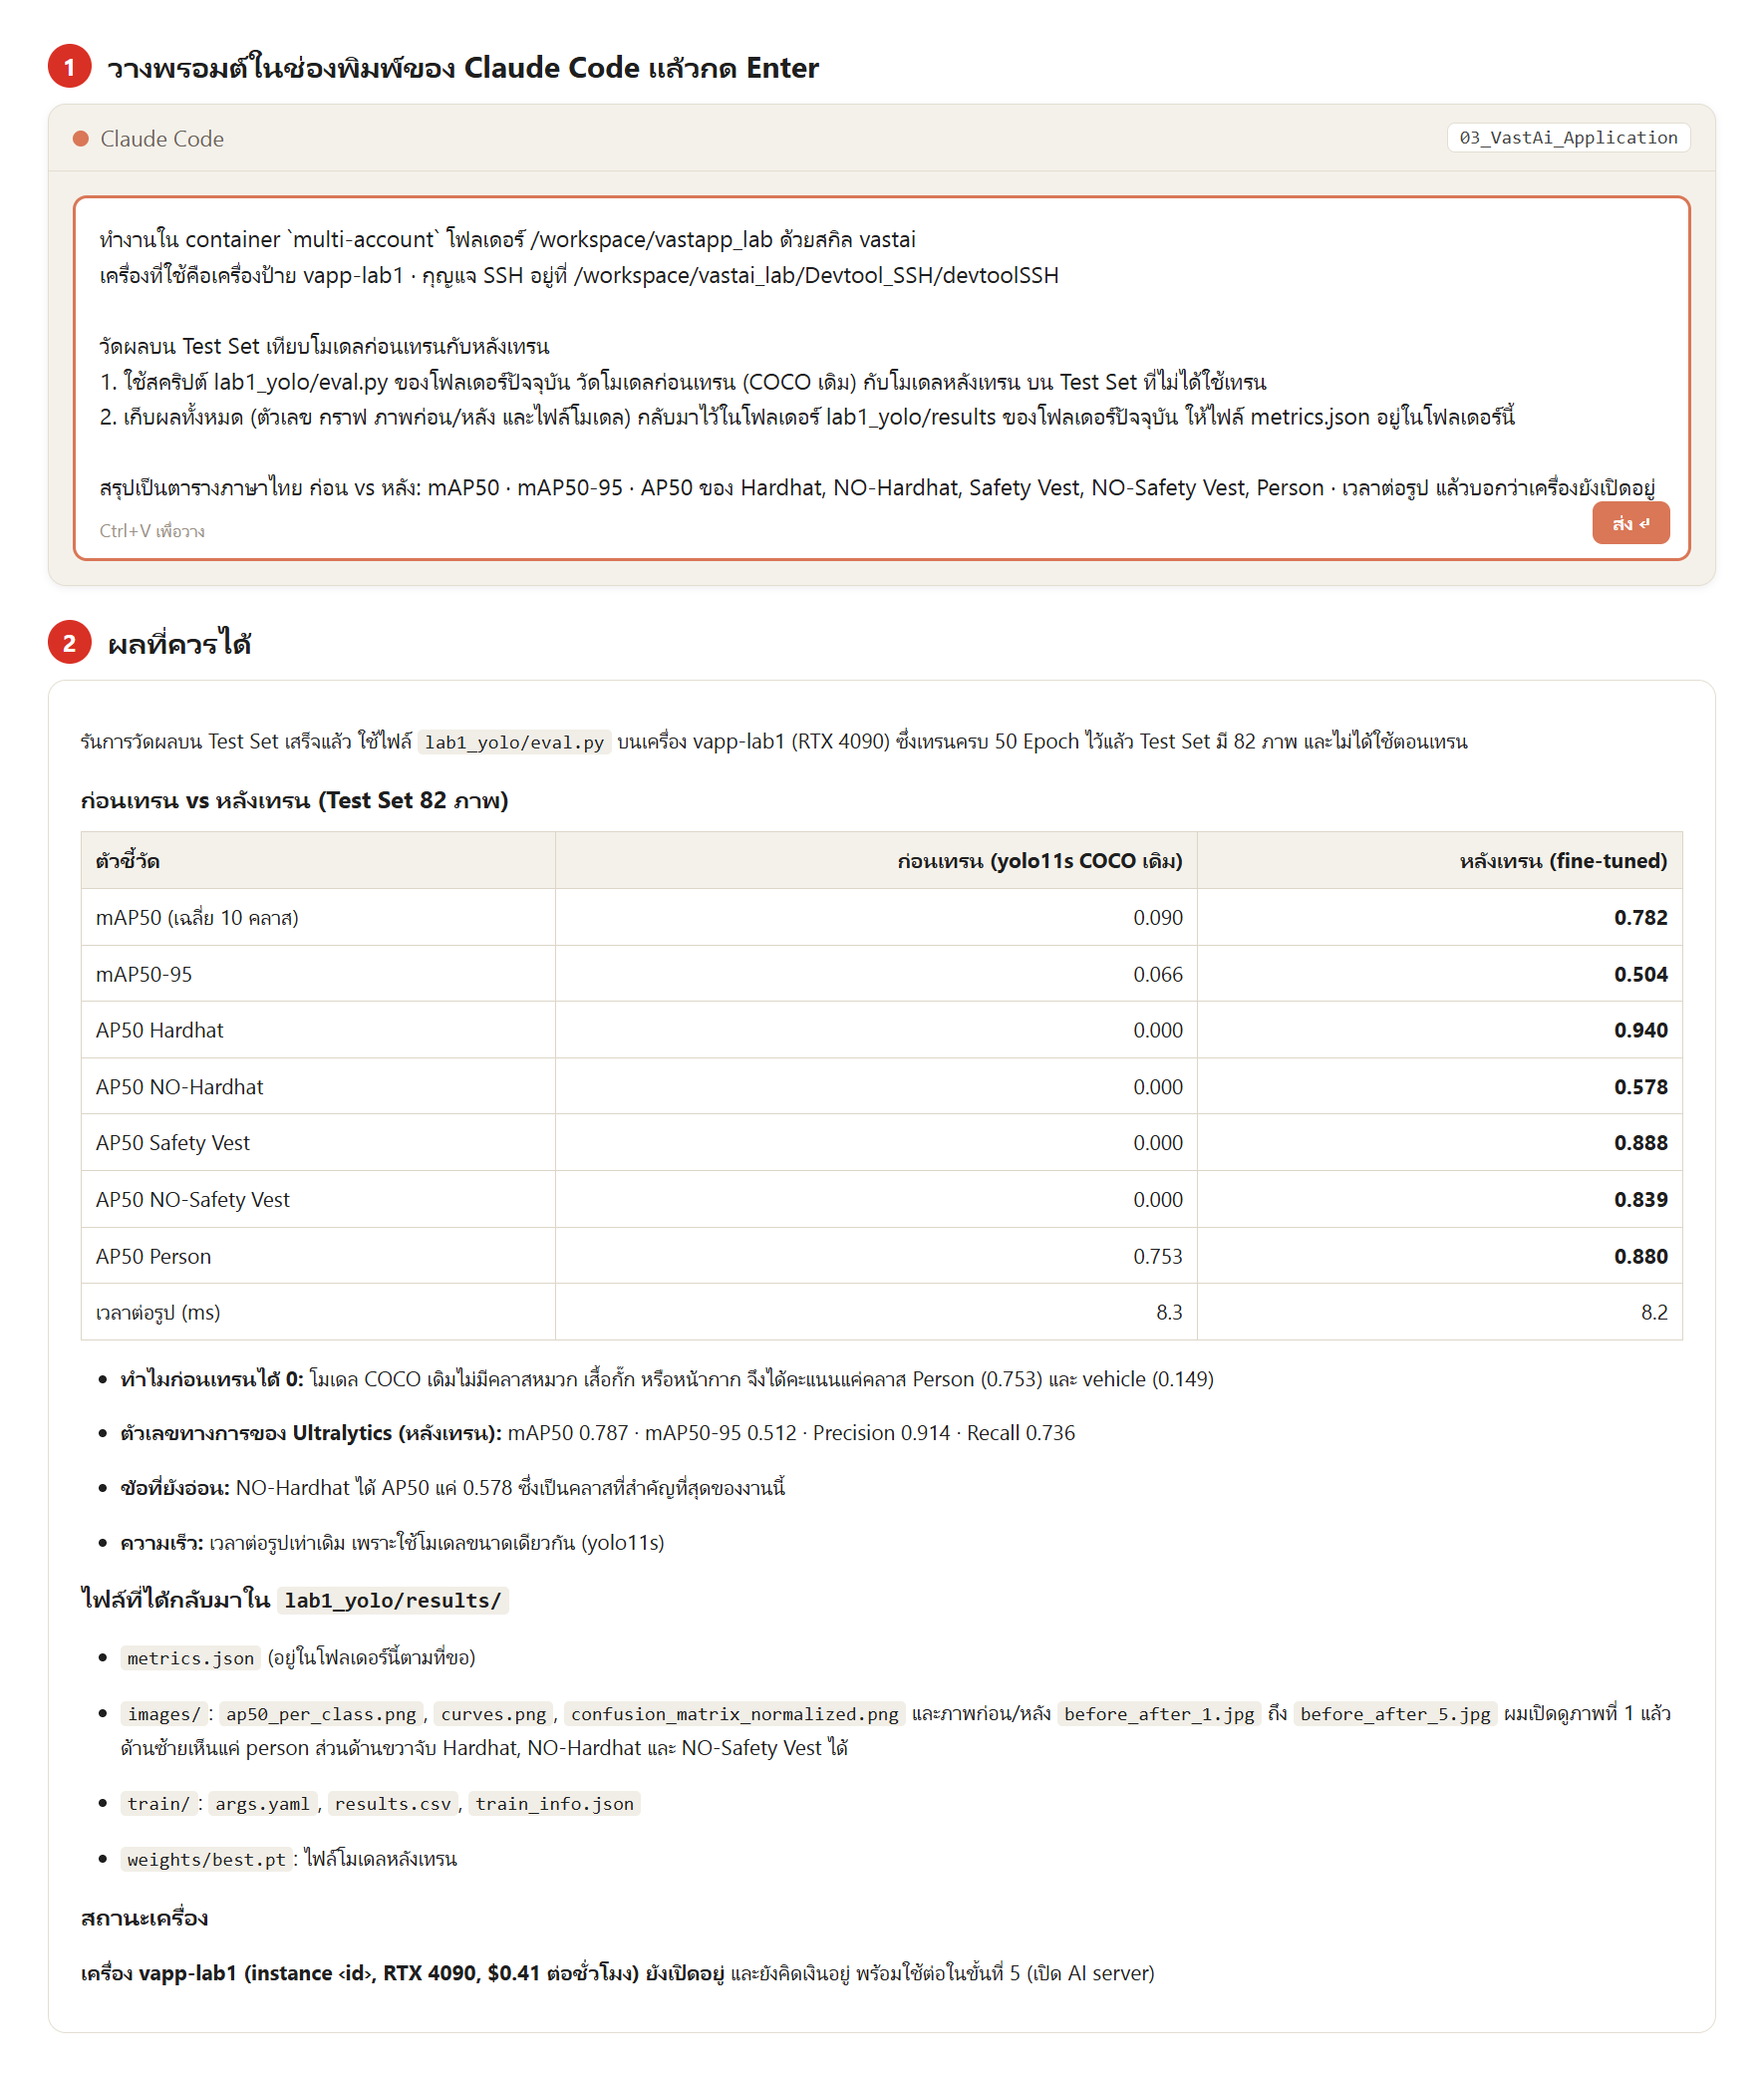 1 วางพรอมต์ในช่องพิมพ์ของ Claude Code แล้วกด Enter
Claude Code
03_VastAi_Application
ทำงานใน container `multi-account` โฟลเดอร์ /workspace/vastapp_lab ด้วยสกิล vastai
เครื่องที่ใช้คือเครื่องป้าย vapp-lab1 · กุญแจ SSH อยู่ที่ /workspace/vastai_lab/Devtool_SSH/devtoolSSH
วัดผลบน Test Set เทียบโมเดลก่อนเทรนกับหลังเทรน
1. ใช้สคริปต์ lab1_yolo/eval.py ของโฟลเดอร์ปัจจุบัน วัดโมเดลก่อนเทรน (COCO เดิม) กับโมเดลหลังเทรน บน Test Set ที่ไม่ได้ใช้เทรน
2. เก็บผลทั้งหมด (ตัวเลข กราฟ ภาพก่อน/หลัง และไฟล์โมเดล) กลับมาไว้ในโฟลเดอร์ lab1_yolo/results ของโฟลเดอร์ปัจจุบัน ให้ไฟล์ metrics.json อยู่ในโฟลเดอร์นี้
สรุปเป็นตารางภาษาไทย ก่อน vs หลัง: mAP50 · mAP50-95 · AP50 ของ Hardhat, NO-Hardhat, Safety Vest, NO-Safety Vest, Person · เวลาต่อรูป แล้วบอกว่าเครื่องยังเปิดอยู่
Ctrl+V เพื่อวาง
ส่ง ↵
2 ผลที่ควรได้
รันการวัดผลบน Test Set เสร็จแล้ว ใช้ไฟล์ lab1_yolo/eval.py บนเครื่อง vapp-lab1 (RTX 4090) ซึ่งเทรนครบ 50 Epoch ไว้แล้ว Test Set มี 82 ภาพ และไม่ได้ใช้ตอนเทรน
ก่อนเทรน vs หลังเทรน (Test Set 82 ภาพ)
ตัวชี้วัด ก่อนเทรน (yolo11s COCO เดิม) หลังเทรน (fine-tuned)
mAP50 (เฉลี่ย 10 คลาส) 0.090 0.782
mAP50-95 0.066 0.504
AP50 Hardhat 0.000 0.940
AP50 NO-Hardhat 0.000 0.578
AP50 Safety Vest 0.000 0.888
AP50 NO-Safety Vest 0.000 0.839
AP50 Person 0.753 0.880
เวลาต่อรูป (ms) 8.3 8.2
• ทำไมก่อนเทรนได้ 0: โมเดล COCO เดิมไม่มีคลาสหมวก เสื้อกั๊ก หรือหน้ากาก จึงได้คะแนนแค่คลาส Person (0.753) และ vehicle (0.149)
• ตัวเลขทางการของ Ultralytics (หลังเทรน): mAP50 0.787 · mAP50-95 0.512 · Precision 0.914 · Recall 0.736
• ข้อที่ยังอ่อน: NO-Hardhat ได้ AP50 แค่ 0.578 ซึ่งเป็นคลาสที่สำคัญที่สุดของงานนี้
• ความเร็ว: เวลาต่อรูปเท่าเดิม เพราะใช้โมเดลขนาดเดียวกัน (yolo11s)
ไฟล์ที่ได้กลับมาใน lab1_yolo/results/
• metrics.json (อยู่ในโฟลเดอร์นี้ตามที่ขอ)
• images/ : ap50_per_class.png , curves.png , confusion_matrix_normalized.png และภาพก่อน/หลัง before_after_1.jpg ถึง before_after_5.jpg ผมเปิดดูภาพที่ 1 แล้ว
ด้านซ้ายเห็นแค่ person ส่วนด้านขวาจับ Hardhat, NO-Hardhat และ NO-Safety Vest ได้
• train/ : args.yaml , results.csv , train_info.json
• weights/best.pt : ไฟล์โมเดลหลังเทรน
สถานะเครื่อง
เครื่อง vapp-lab1 (instance ‹id›, RTX 4090, $0.41 ต่อชั่วโมง) ยังเปิดอยู่ และยังคิดเงินอยู่ พร้อมใช้ต่อในขั้นที่ 5 (เปิด AI server)